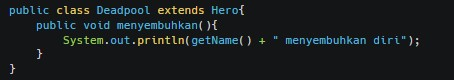 public class Deadpool extends Hero{
    public void menyembuhkan(){
        System.out.println(getName() + " menyembuhkan diri");
    }
}